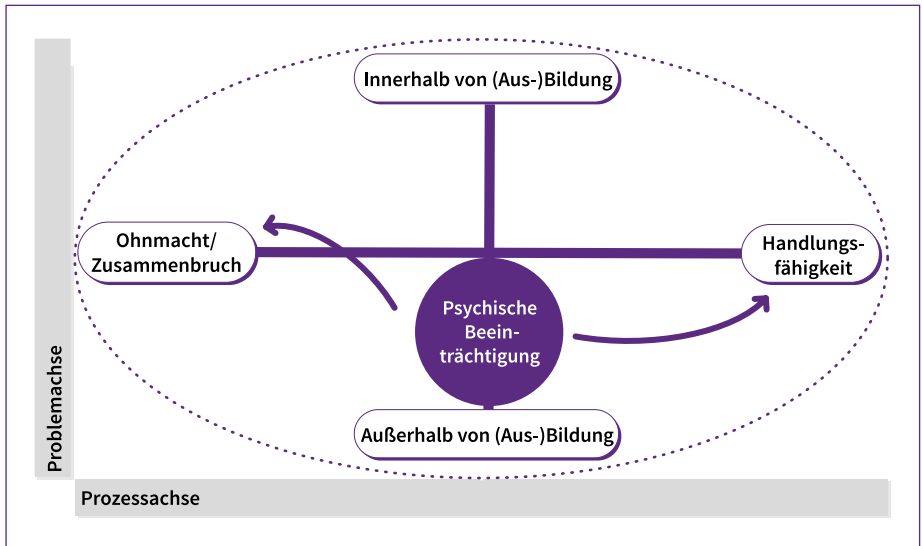 Innerhalb von (Aus-)Bildung
Ohnmacht/
Zusammenbruch
Handlungs-
fähigkeit
Psychische
Beein-
trächtigung
Außerhalb von (Aus-)Bildung
Problemachse
Prozessachse